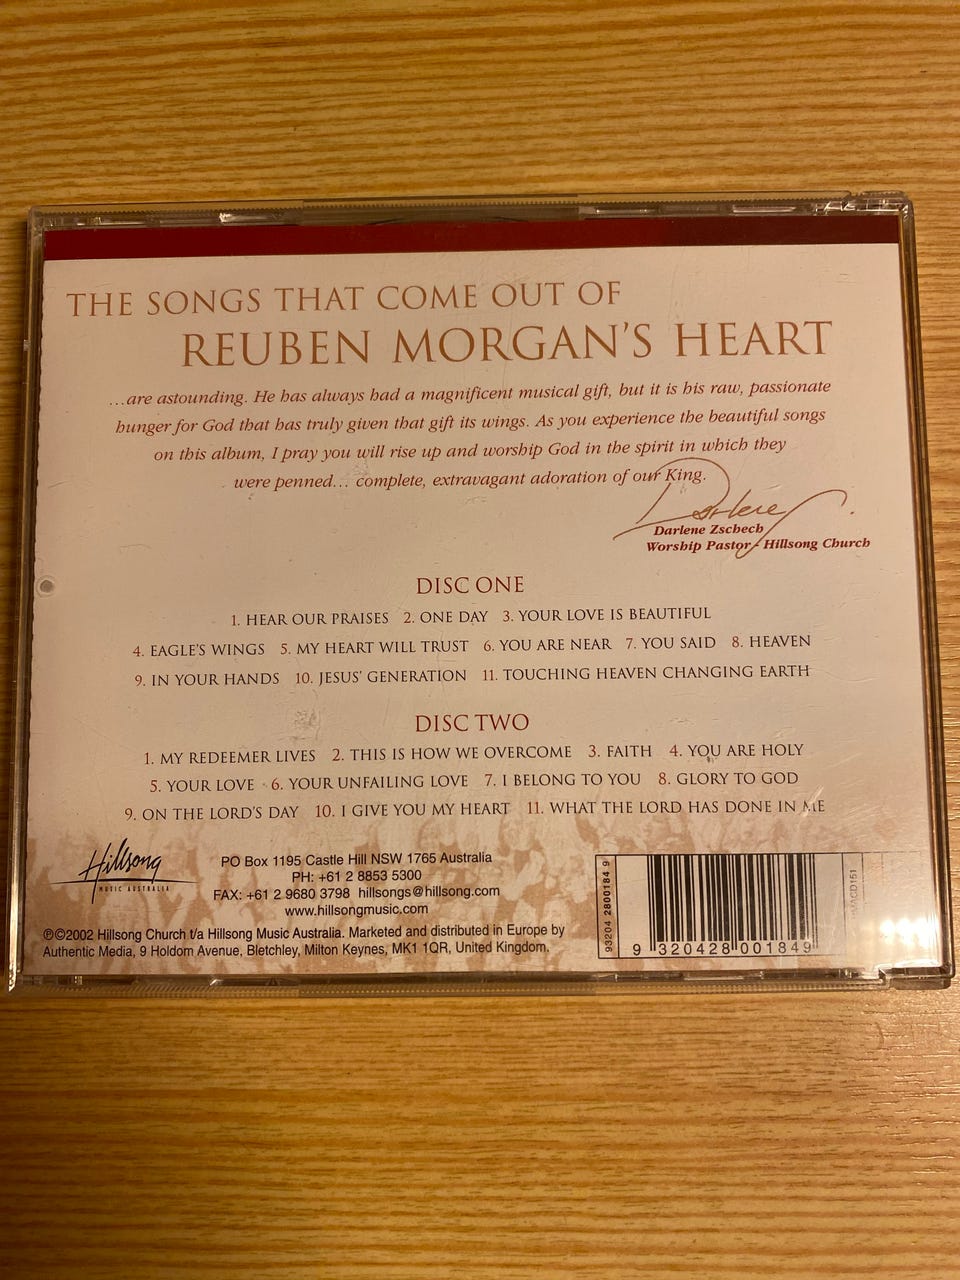 THE SONGS THAT COME OUT OF
REUBEN MORGAN'S HEART
...are astounding. He has always had a magnificent musical gift, but it is his raw, passionate
hunger for God that has truly given that gift its wings. As you experience the beautiful songs
on this album, I pray you will rise up and worship God in the spirit in which they
were penned... complete, extravagant adoration of our King.
Darlene
Darlene Zschech
Worship Pastor - Hillsong Church
DISC ONE
1. HEAR OUR PRAISES 2. ONE DAY 3. YOUR LOVE IS BEAUTIFUL
4. EAGLE'S WINGS 5. MY HEART WILL TRUST 6. YOU ARE NEAR 7. YOU SAID 8. HEAVEN
9. IN YOUR HANDS 10. JESUS' GENERATION 11. TOUCHING HEAVEN CHANGING EARTH
DISC TWO
1. MY REDEEMER LIVES 2. THIS IS HOW WE OVERCOME 3. FAITH 4. YOU ARE HOLY
5. YOUR LOVE 6. YOUR UNFAILING LOVE 7. I BELONG TO YOU 8. GLORY TO GOD
9. ON THE LORD'S DAY 10. I GIVE YOU MY HEART 11. WHAT THE LORD HAS DONE IN ME
Hillsong
MUSIC AUSTRALIA
PO Box 1195 Castle Hill NSW 1765 Australia
PH: +61 2 8853 5300
FAX: +61 2 9680 3798 hillsongs@hillsong.com
www.hillsongmusic.com
℗©2002 Hillsong Church t/a Hillsong Music Australia. Marketed and distributed in Europe by
Authentic Media, 9 Holdom Avenue, Bletchley, Milton Keynes, MK1 1QR, United Kingdom.
93204 2800184 9
9 320428 001849